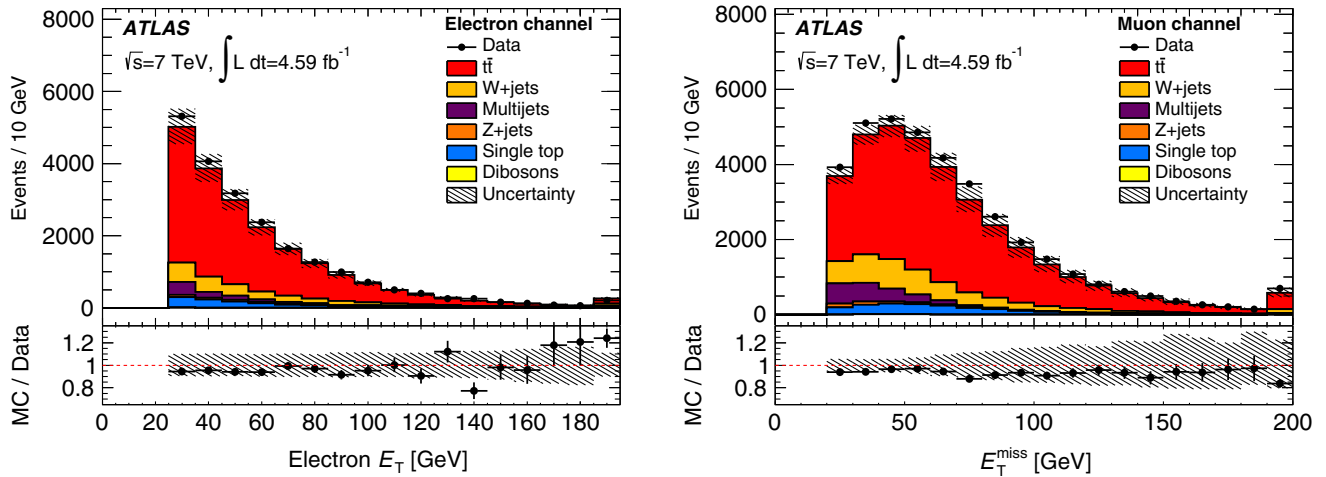 8000
6000
4000
2000
0
Events / 10 GeV
ATLAS
√s=7 TeV, ∫L dt=4.59 fb⁻¹
Electron channel
Data
tt̄
W+jets
Multijets
Z+jets
Single top
Dibosons
Uncertainty
1.2
1
0.8
MC / Data
0 20 40 60 80 100 120 140 160 180
Electron E_T [GeV]
8000
6000
4000
2000
0
Events / 10 GeV
ATLAS
√s=7 TeV, ∫L dt=4.59 fb⁻¹
Muon channel
Data
tt̄
W+jets
Multijets
Z+jets
Single top
Dibosons
Uncertainty
1.2
1
0.8
MC / Data
0 50 100 150 200
E_T^miss [GeV]